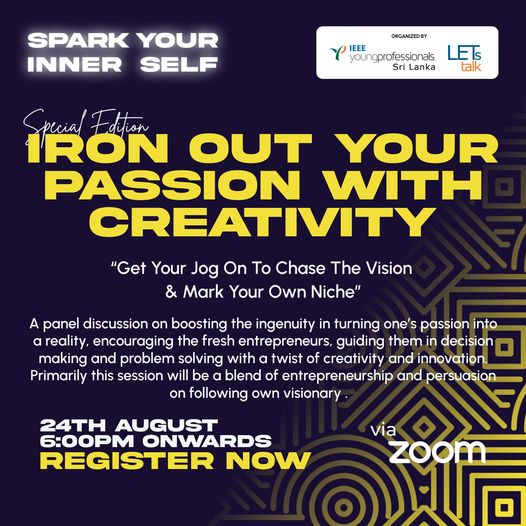 SPARK YOUR
INNER SELF
ORGANIZED BY
IEEE
youngprofessionals
Sri Lanka
LETs
talk
Special Edition
IRON OUT YOUR
PASSION WITH
CREATIVITY
“Get Your Jog On To Chase The Vision
& Mark Your Own Niche”
A panel discussion on boosting the ingenuity in turning one's passion into
a reality, encouraging the fresh entrepreneurs, guiding them in decision
making and problem solving with a twist of creativity and innovation.
Primarily this session will be a blend of entrepreneurship and persuasion
on following own visionary .
24TH AUGUST
6:00PM ONWARDS
REGISTER NOW
via
zoom